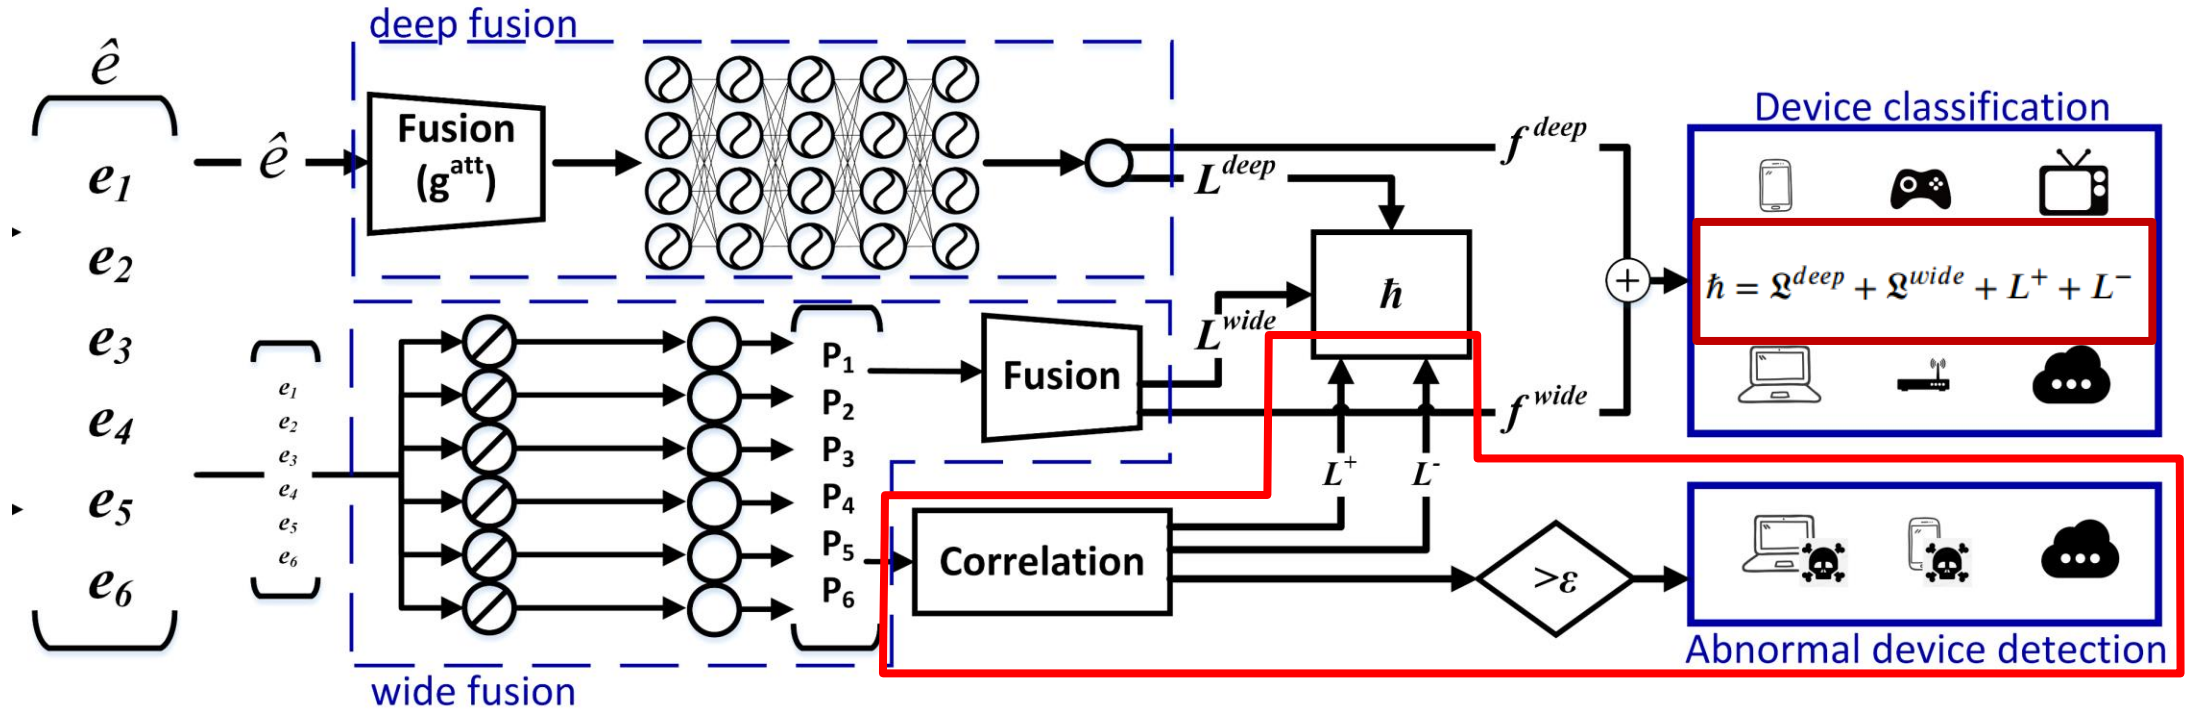 deep fusion
ê
e1
e2
e3
e4
e5
e6
ê
Fusion
(g^att)
L^deep
f^deep
ħ
L^wide
f^wide
+
Device classification
ħ = 𝔏^deep + 𝔏^wide + L^+ + L^-
e1
e2
e3
e4
e5
e6
P1
P2
P3
P4
P5
P6
Fusion
Correlation
L^+
L^-
>ε
Abnormal device detection
wide fusion